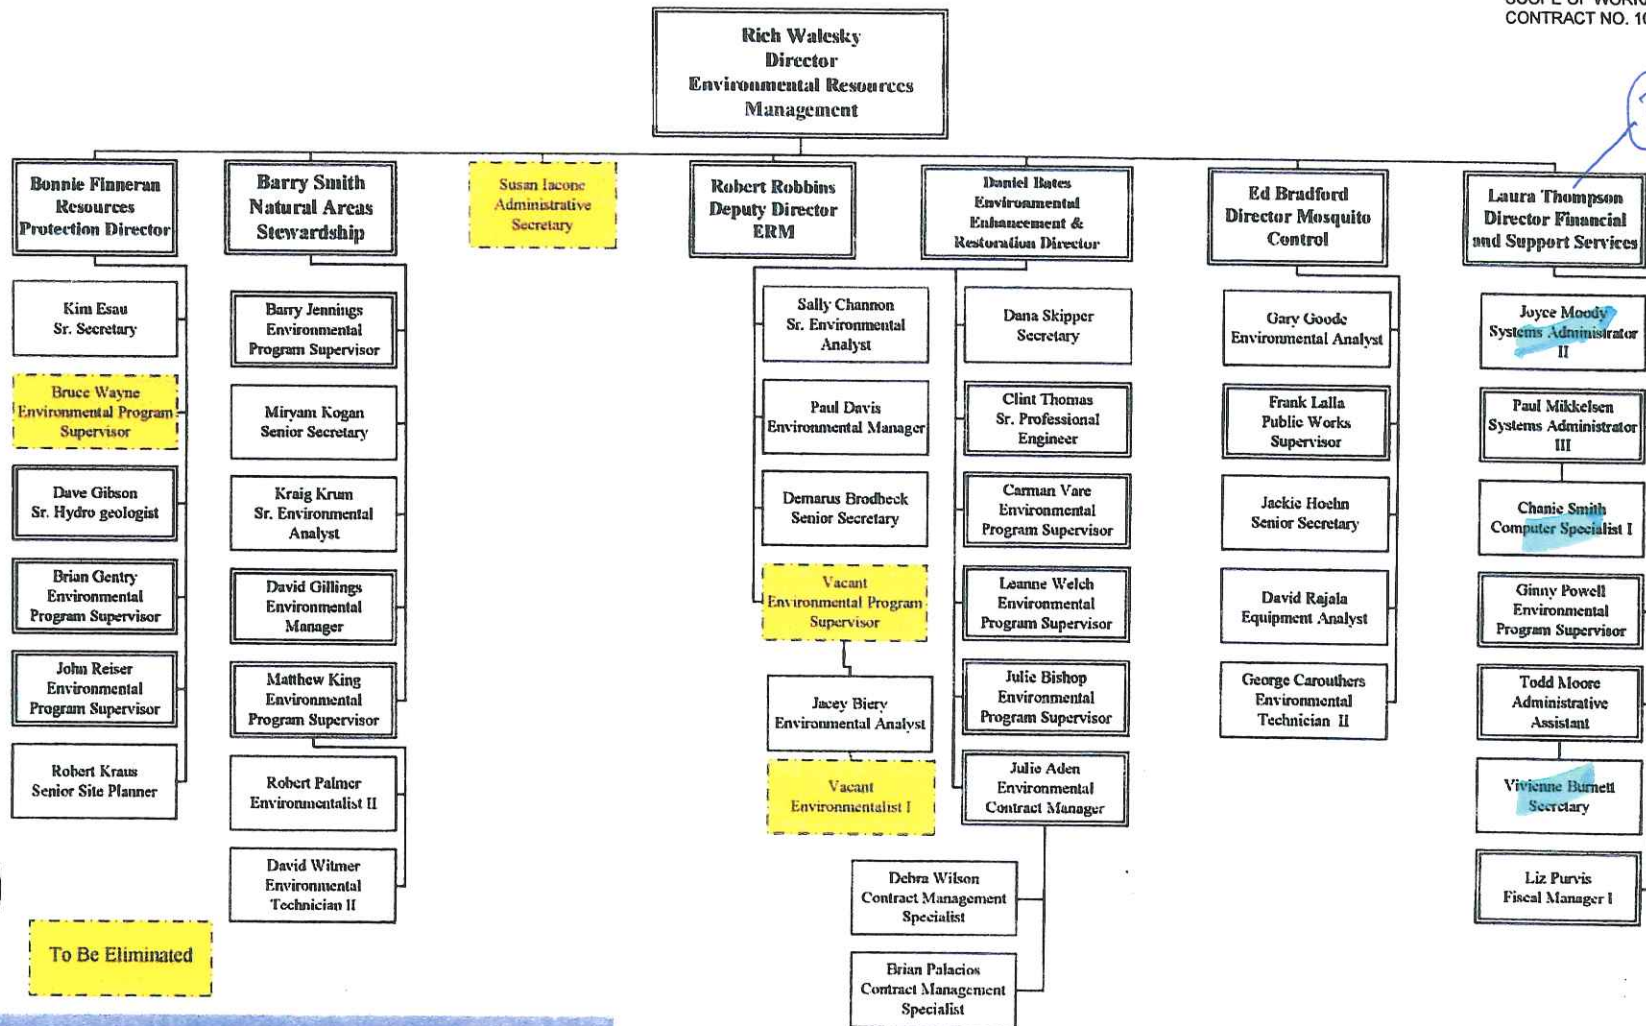 SCOPE OF WORK
CONTRACT NO.
Rich Walesky
Director
Environmental Resources
Management
Bonnie Finneran
Resources
Protection Director
Barry Smith
Natural Areas
Stewardship
Susan Iacone
Administrative
Secretary
Robert Robbins
Deputy Director
ERM
Daniel Bates
Environmental
Enhancement &
Restoration Director
Ed Bradford
Director Mosquito
Control
Laura Thompson
Director Financial
and Support Services
Kim Esau
Sr. Secretary
Bruce Wayne
Environmental Program
Supervisor
Dave Gibson
Sr. Hydro geologist
Brian Gentry
Environmental
Program Supervisor
John Reiser
Environmental
Program Supervisor
Robert Kraus
Senior Site Planner
Barry Jennings
Environmental
Program Supervisor
Miryam Kogan
Senior Secretary
Kraig Krum
Sr. Environmental
Analyst
David Gillings
Environmental
Manager
Matthew King
Environmental
Program Supervisor
Robert Palmer
Environmentalist II
David Witmer
Environmental
Technician II
Sally Channon
Sr. Environmental
Analyst
Paul Davis
Environmental Manager
Demarus Brodbeck
Senior Secretary
Vacant
Environmental Program
Supervisor
Jacey Biery
Environmental Analyst
Vacant
Environmentalist I
Dana Skipper
Secretary
Clint Thomas
Sr. Professional
Engineer
Carman Vare
Environmental
Program Supervisor
Leanne Welch
Environmental
Program Supervisor
Julie Bishop
Environmental
Program Supervisor
Julie Aden
Environmental
Contract Manager
Debra Wilson
Contract Management
Specialist
Brian Palacios
Contract Management
Specialist
Gary Goode
Environmental Analyst
Frank Lalla
Public Works
Supervisor
Jackie Hoehn
Senior Secretary
David Rajala
Equipment Analyst
George Carouthers
Environmental
Technician II
Joyce Moody
Systems Administrator
II
Paul Mikkelsen
Systems Administrator
III
Chanie Smith
Computer Specialist I
Ginny Powell
Environmental
Program Supervisor
Todd Moore
Administrative
Assistant
Vivienne Burnett
Secretary
Liz Purvis
Fiscal Manager I
To Be Eliminated